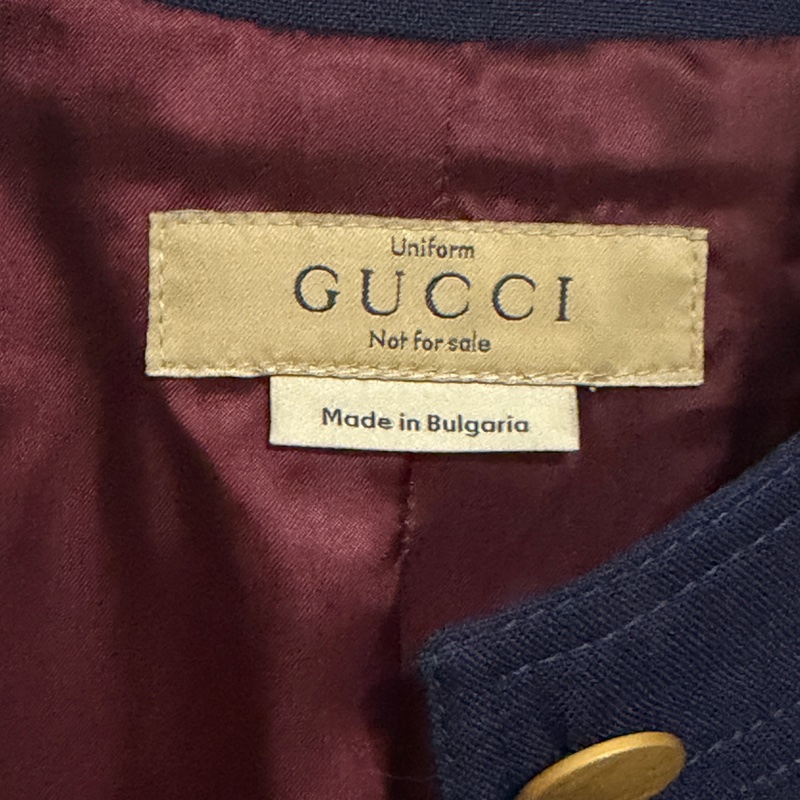 Uniform
GUCCI
Not for sale
Made in Bulgaria